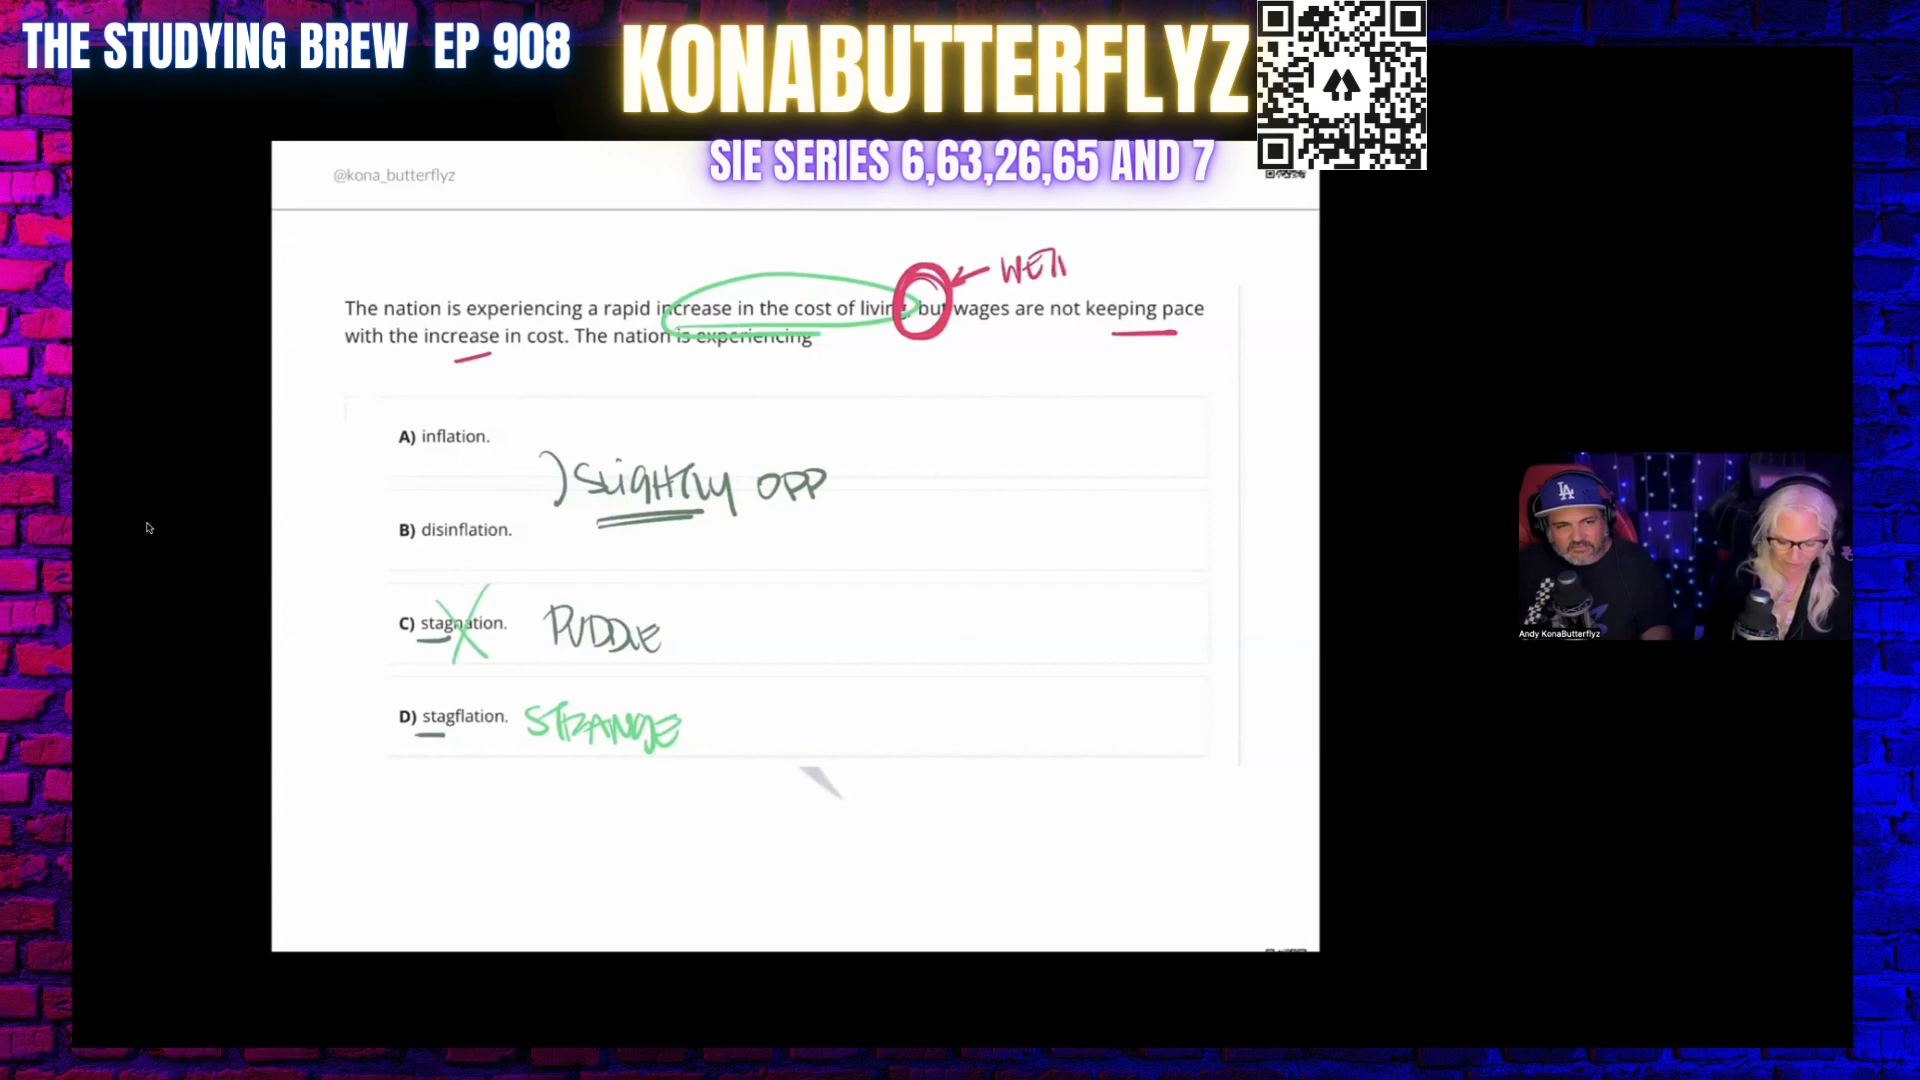 THE STUDYING BREW EP 908
KONABUTTERFLYZ
SIE SERIES 6,63,26,65 AND 7
@kona_butterflyz
WEIRD
The nation is experiencing a rapid increase in the cost of living, but wages are not keeping pace
with the increase in cost. The nation is experiencing
A) inflation.
) SLIGHTLY OPP
B) disinflation.
C) stagnation. PUDDLE
D) stagflation. STRANGE
LA
Andy KonaButterflyz